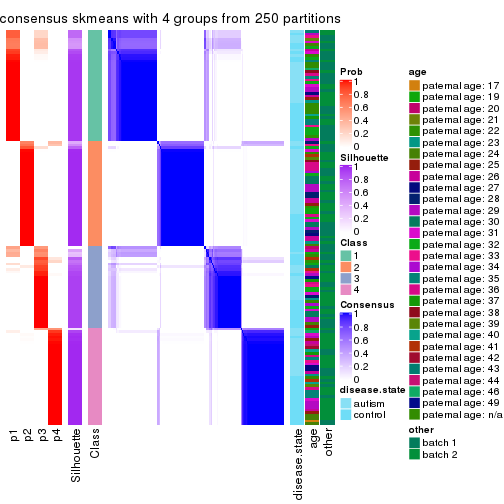 consensus skmeans with 4 groups from 250 partitions
Prob
1
0.8
0.6
0.4
0.2
0
Silhouette
1
0.8
0.6
0.4
0.2
0
Class
1
2
3
4
Consensus
1
0.8
0.6
0.4
0.2
0
disease.state
autism
control
age
paternal age: 17
paternal age: 19
paternal age: 20
paternal age: 21
paternal age: 22
paternal age: 23
paternal age: 24
paternal age: 25
paternal age: 26
paternal age: 27
paternal age: 28
paternal age: 29
paternal age: 30
paternal age: 31
paternal age: 32
paternal age: 33
paternal age: 34
paternal age: 35
paternal age: 36
paternal age: 37
paternal age: 38
paternal age: 39
paternal age: 40
paternal age: 41
paternal age: 42
paternal age: 43
paternal age: 44
paternal age: 46
paternal age: 49
paternal age: n/a
other
batch 1
batch 2
p1
p2
p3
p4
Silhouette
Class
disease.state
age
other